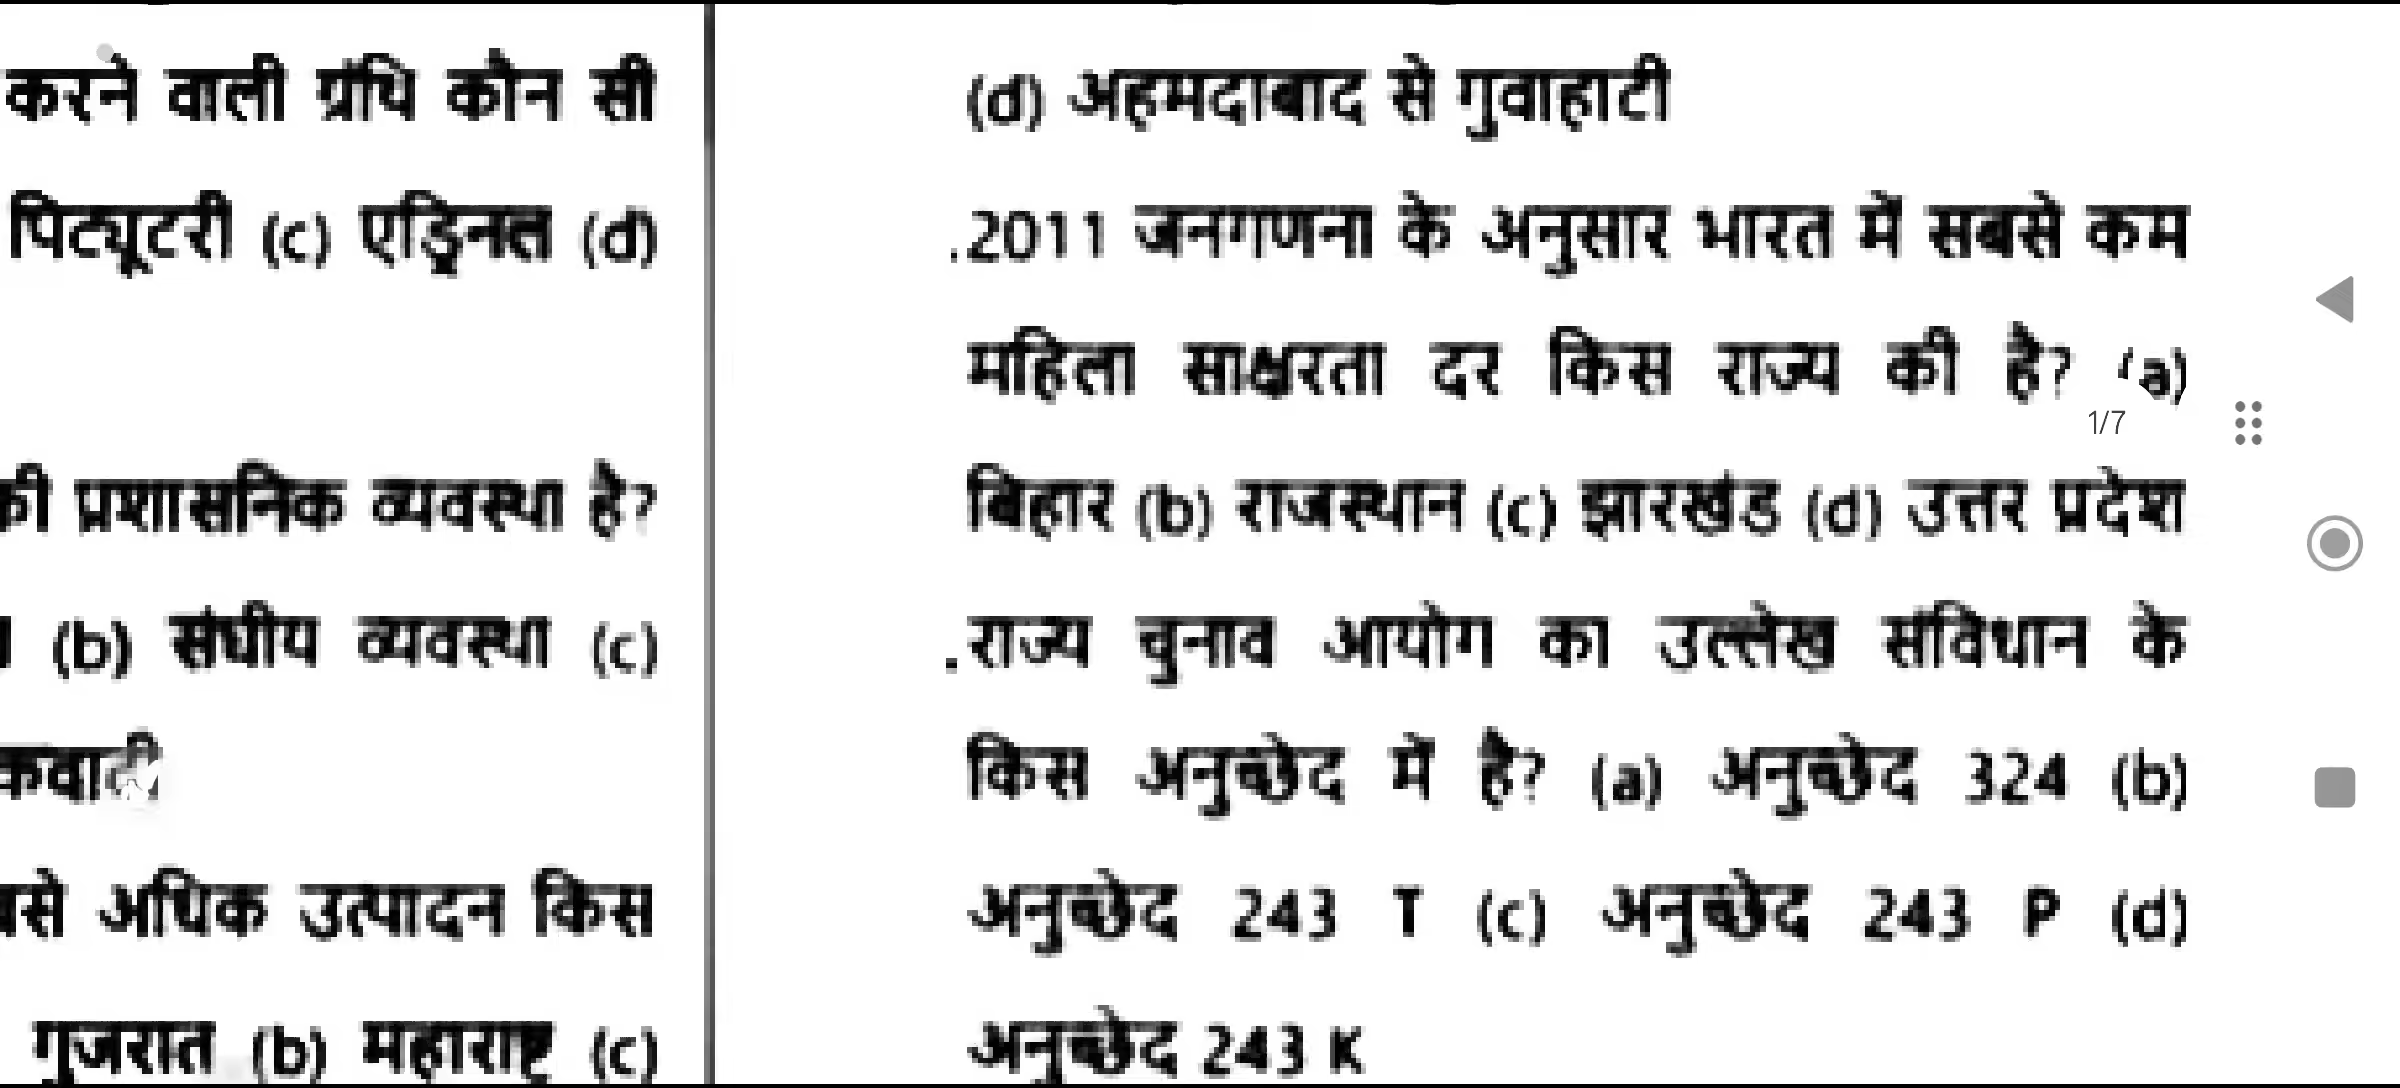 करने वाली ग्रंथि कौन सी
पिट्यूटरी (c) एड्रिनल (d)
की प्रशासनिक व्यवस्था है?
(b) संघीय व्यवस्था (c)
अधिक उत्पादन किस
गुजरात (b) महाराष्ट्र (c)
(d) अहमदाबाद से गुवाहाटी
.2011 जनगणना के अनुसार भारत में सबसे कम
महिला साक्षरता दर किस राज्य की है? (a)
1/7
बिहार (b) राजस्थान (c) झारखंड (d) उत्तर प्रदेश
.राज्य चुनाव आयोग का उल्लेख संविधान के
किस अनुच्छेद में है? (a) अनुच्छेद 324 (b)
अनुच्छेद 243 T (c) अनुच्छेद 243 P (d)
अनुच्छेद 243 K